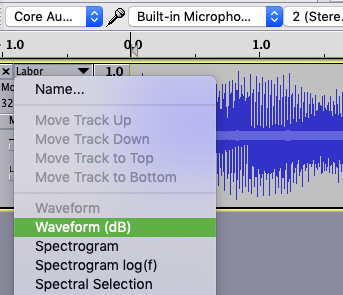 Core Au... Built-in Micropho... 2 (Stere...
1.0 0.0 1.0
× Labor 1.0
Mo
32
M
L
Name...
Move Track Up
Move Track Down
Move Track to Top
Move Track to Bottom
Waveform
Waveform (dB)
Spectrogram
Spectrogram log(f)
Spectral Selection